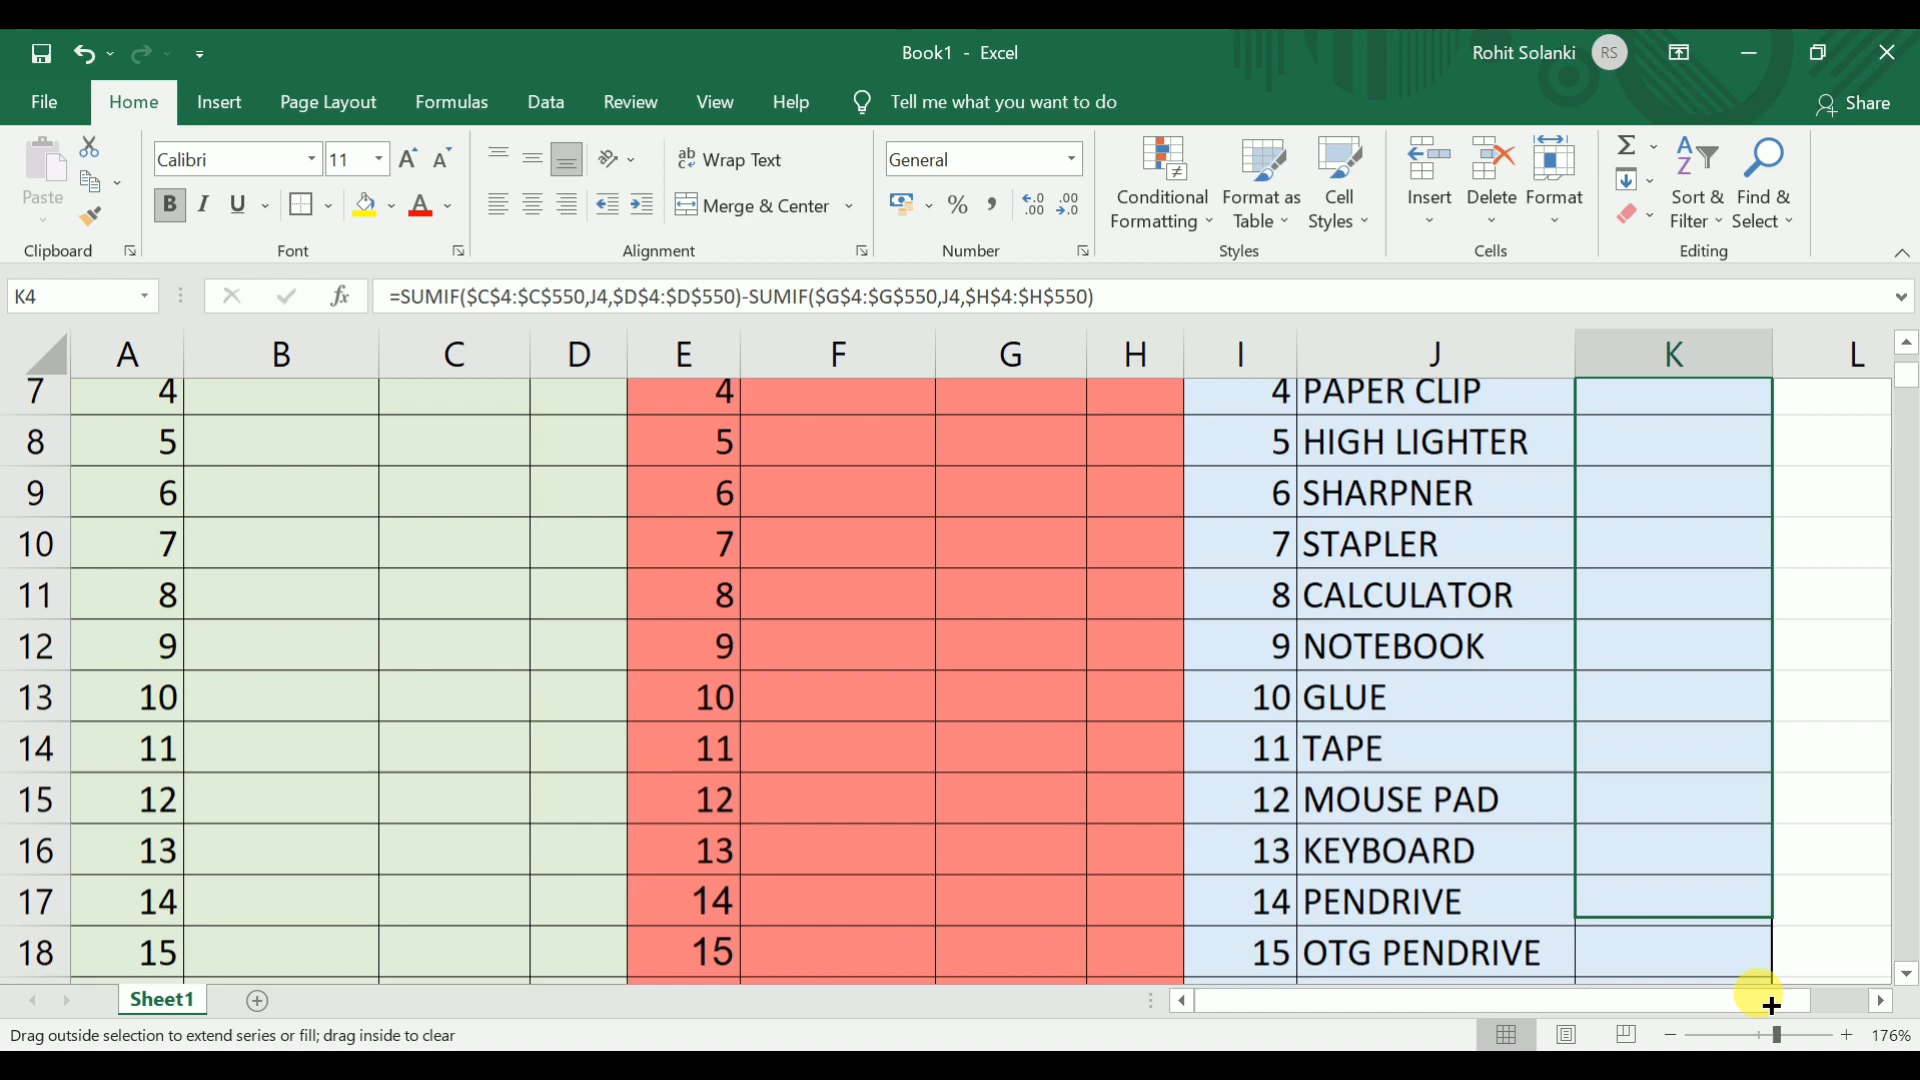 Book1 - Excel
Rohit Solanki
RS
File
Home
Insert
Page Layout
Formulas
Data
Review
View
Help
Tell me what you want to do
Share
Paste
Clipboard
Calibri
11
B I U
Font
Wrap Text
Merge & Center
Alignment
General
% ,
Number
Conditional Formatting
Format as Table
Cell Styles
Styles
Insert
Delete
Format
Cells
Sort & Filter
Find & Select
Editing
K4
fx
=SUMIF($C$4:$C$550,J4,$D$4:$D$550)-SUMIF($G$4:$G$550,J4,$H$4:$H$550)
A B C D E F G H I J K L
7 4 4 4 PAPER CLIP
8 5 5 5 HIGH LIGHTER
9 6 6 6 SHARPNER
10 7 7 7 STAPLER
11 8 8 8 CALCULATOR
12 9 9 9 NOTEBOOK
13 10 10 10 GLUE
14 11 11 11 TAPE
15 12 12 12 MOUSE PAD
16 13 13 13 KEYBOARD
17 14 14 14 PENDRIVE
18 15 15 15 OTG PENDRIVE
Sheet1
Drag outside selection to extend series or fill; drag inside to clear
176%